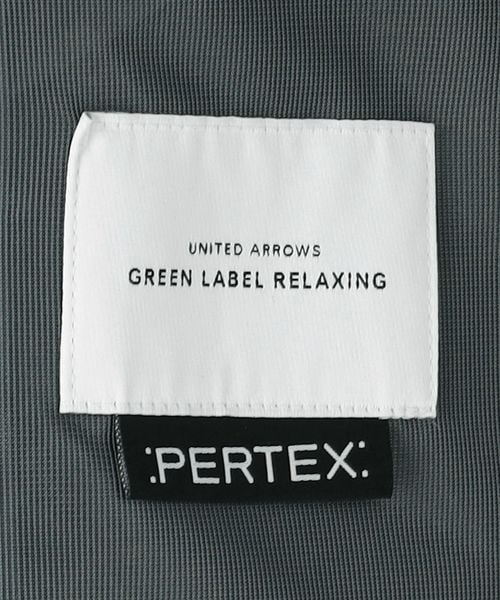 UNITED ARROWS
GREEN LABEL RELAXING
:PERTEX: